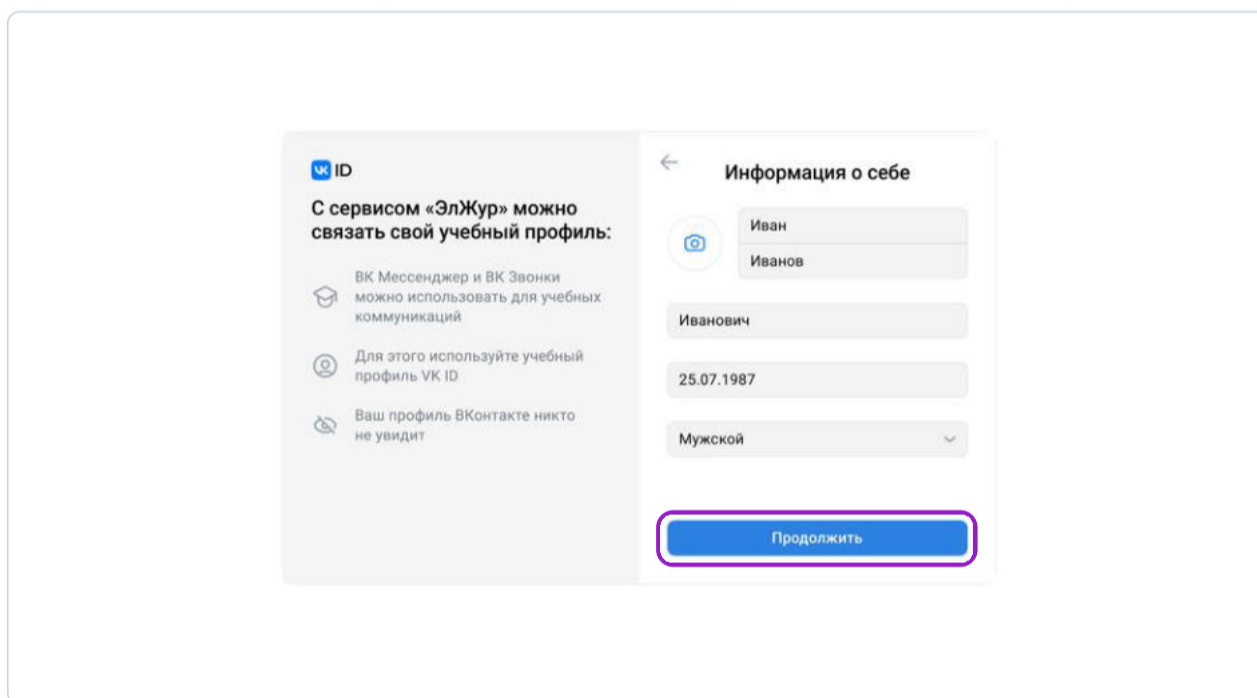 VK ID
С сервисом «ЭлЖур» можно
связать свой учебный профиль:
ВК Мессенджер и ВК Звонки
можно использовать для учебных
коммуникаций
Для этого используйте учебный
профиль VK ID
Ваш профиль ВКонтакте никто
не увидит
Информация о себе
Иван
Иванов
Иванович
25.07.1987
Мужской
Продолжить